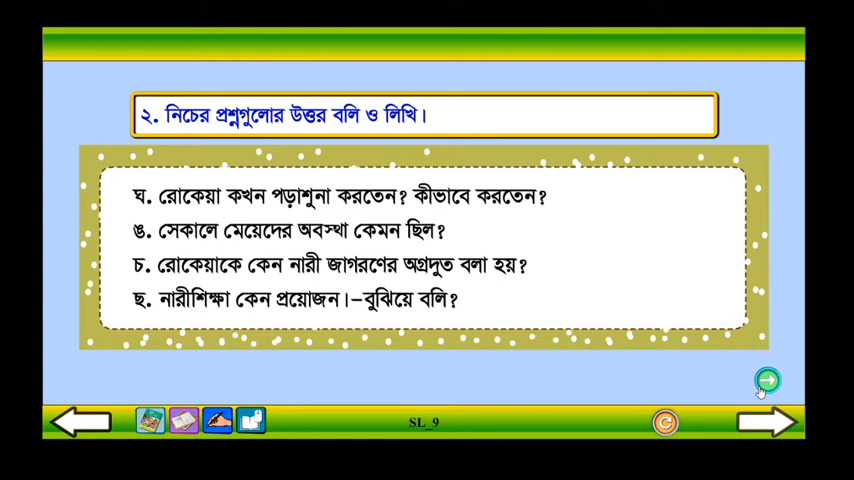 ২. নিচের প্রশ্নগুলোর উত্তর বলি ও লিখি।
ঘ. রোকেয়া কখন পড়াশুনা করতেন? কীভাবে করতেন?
ঙ. সেকালে মেয়েদের অবস্থা কেমন ছিল?
চ. রোকেয়াকে কেন নারী জাগরণের অগ্রদুত বলা হয়?
ছ. নারীশিক্ষা কেন প্রয়োজন।–বুঝিয়ে বলি?
SL_9